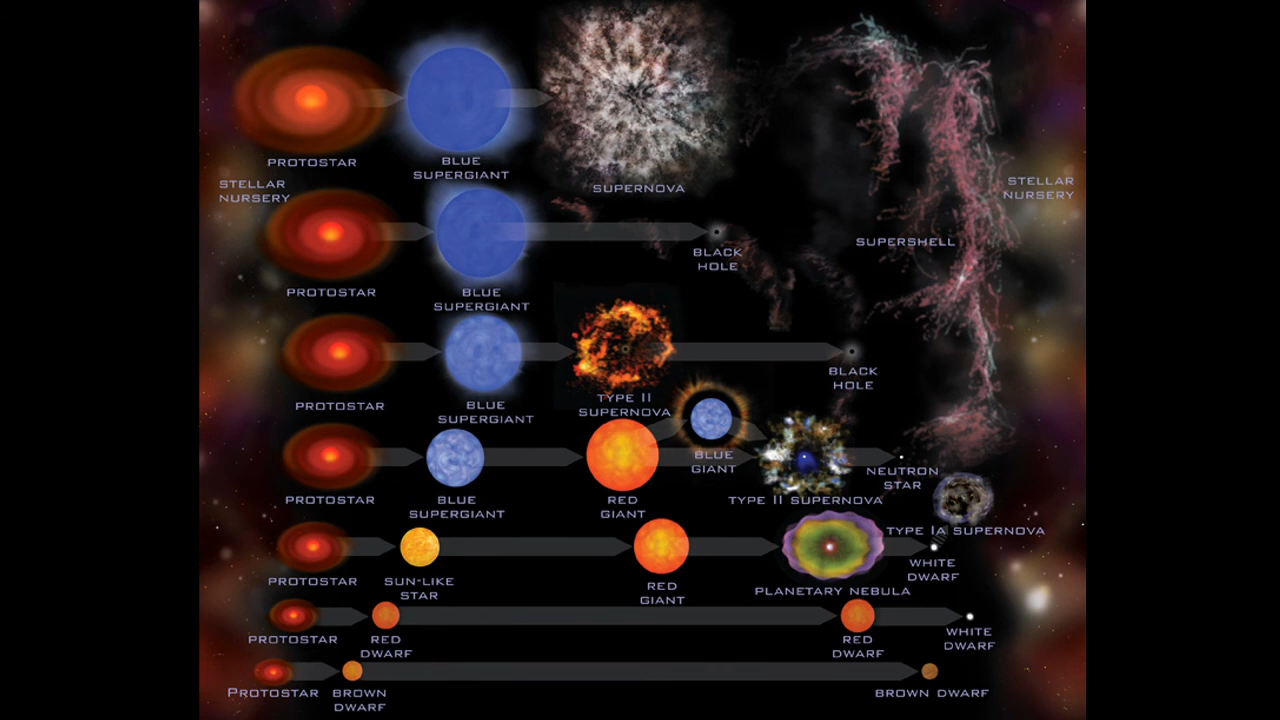 PROTOSTAR
BLUE
SUPERGIANT
SUPERNOVA
STELLAR
NURSERY
STELLAR
NURSERY
SUPERSHELL
PROTOSTAR
BLUE
SUPERGIANT
BLACK
HOLE
PROTOSTAR
BLUE
SUPERGIANT
TYPE II
SUPERNOVA
BLACK
HOLE
PROTOSTAR
BLUE
SUPERGIANT
RED
GIANT
BLUE
GIANT
TYPE II SUPERNOVA
NEUTRON
STAR
TYPE IA SUPERNOVA
PROTOSTAR
SUN-LIKE
STAR
RED
GIANT
PLANETARY NEBULA
WHITE
DWARF
PROTOSTAR
RED
DWARF
RED
DWARF
WHITE
DWARF
PROTOSTAR
BROWN
DWARF
BROWN DWARF